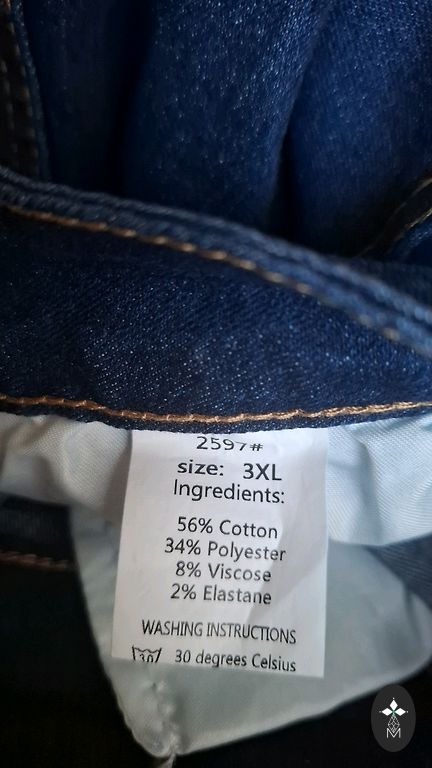 2597#
size: 3XL
Ingredients:
56% Cotton
34% Polyester
8% Viscose
2% Elastane
WASHING INSTRUCTIONS
30 30 degrees Celsius
M